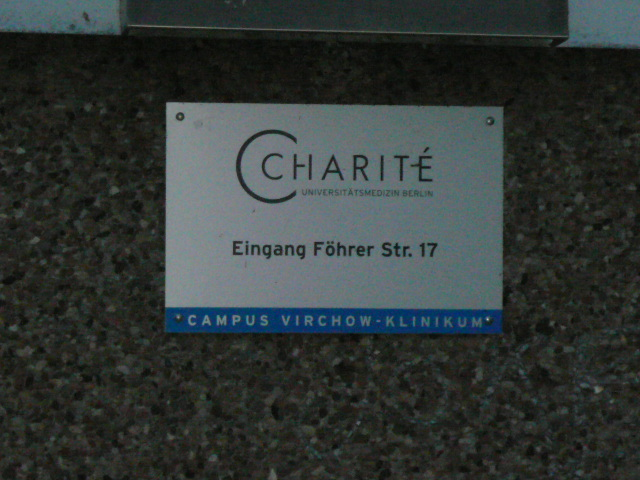 CHARITÉ
UNIVERSITÄTSMEDIZIN BERLIN
Eingang Föhrer Str. 17
CAMPUS VIRCHOW-KLINIKUM